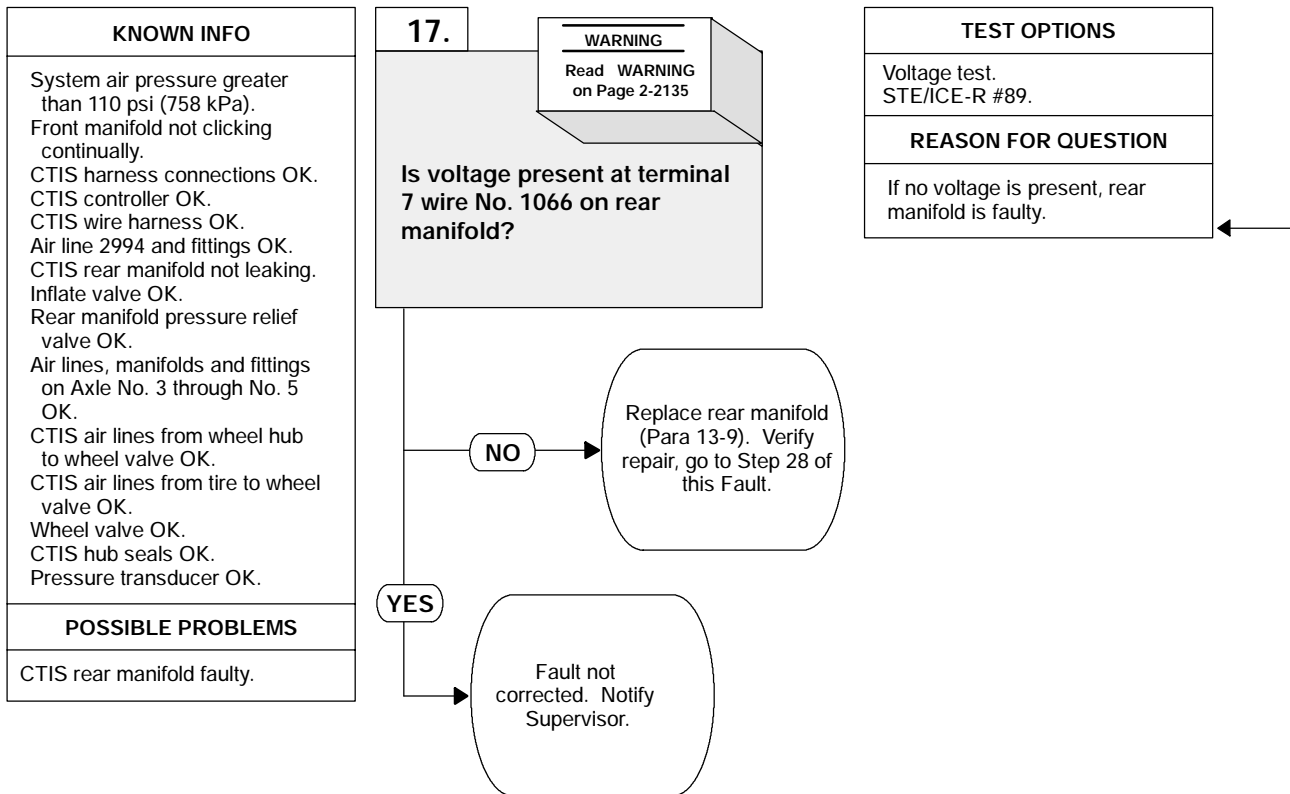 KNOWN INFO
System air pressure greater
than 110 psi (758 kPa).
Front manifold not clicking
continually.
CTIS harness connections OK.
CTIS controller OK.
CTIS wire harness OK.
Air line 2994 and fittings OK.
CTIS rear manifold not leaking.
Inflate valve OK.
Rear manifold pressure relief
valve OK.
Air lines, manifolds and fittings
on Axle No. 3 through No. 5
OK.
CTIS air lines from wheel hub
to wheel valve OK.
CTIS air lines from tire to wheel
valve OK.
Wheel valve OK.
CTIS hub seals OK.
Pressure transducer OK.
POSSIBLE PROBLEMS
CTIS rear manifold faulty.
17.
WARNING
Read WARNING
on Page 2-2135
Is voltage present at terminal
7 wire No. 1066 on rear
manifold?
NO
Replace rear manifold
(Para 13-9). Verify
repair, go to Step 28 of
this Fault.
YES
Fault not
corrected. Notify
Supervisor.
TEST OPTIONS
Voltage test.
STE/ICE-R #89.
REASON FOR QUESTION
If no voltage is present, rear
manifold is faulty.